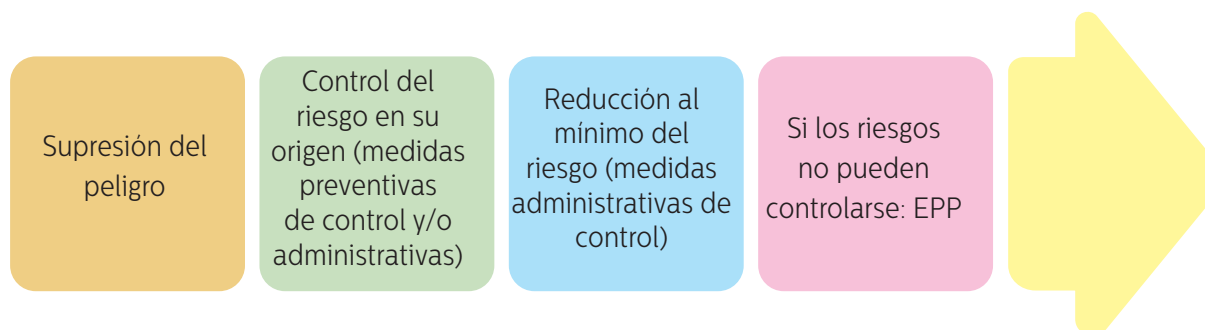 Supresión del
peligro
Control del
riesgo en su
origen (medidas
preventivas
de control y/o
administrativas)
Reducción al
mínimo del
riesgo (medidas
administrativas de
control)
Si los riesgos
no pueden
controlarse: EPP